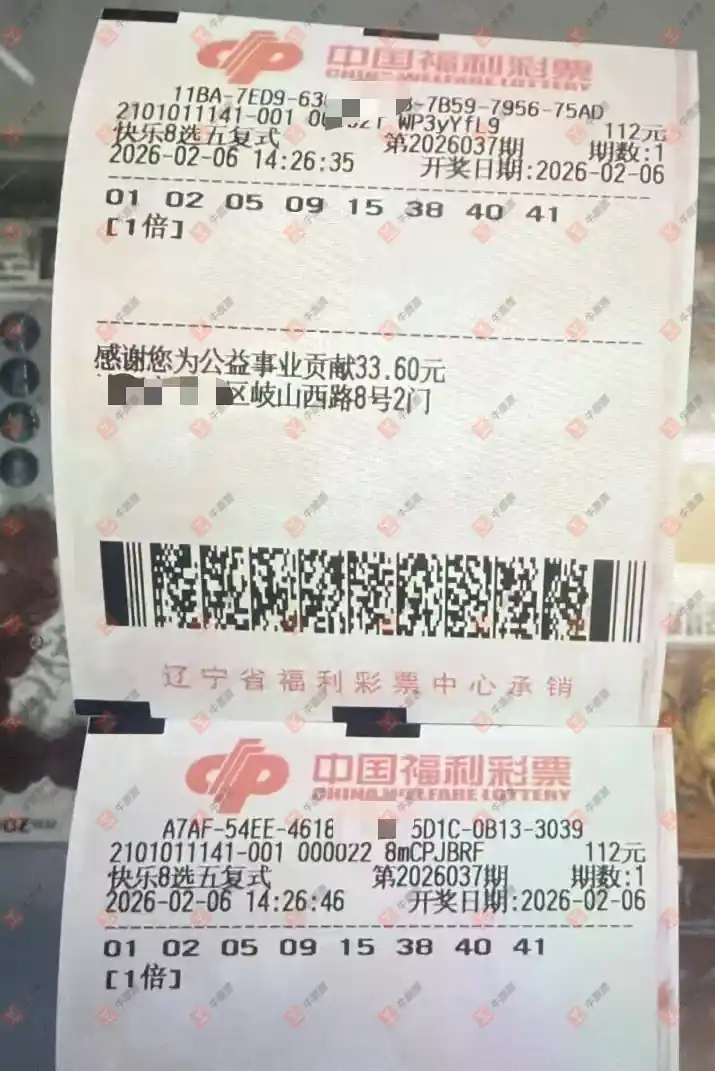 中国福利彩票
CHINA WELFARE LOTTERY
11BA-7ED9-63 -7B59-7956-75AD
2101011141-001 WP3yYfL9 112元
快乐8选五复式 第2026037期 期数:1
2026-02-06 14:26:35 开奖日期:2026-02-06
01 02 05 09 15 38 40 41
[1倍]
感谢您为公益事业贡献33.60元
区岐山西路8号2门
辽宁省福利彩票中心承销
中国福利彩票
CHINA WELFARE LOTTERY
A7AF-54EE-4618 5D1C-0B13-3039
2101011141-001 000022 8mCPJBRF 112元
快乐8选五复式 第2026037期 期数:1
2026-02-06 14:26:46 开奖日期:2026-02-06
01 02 05 09 15 38 40 41
[1倍]